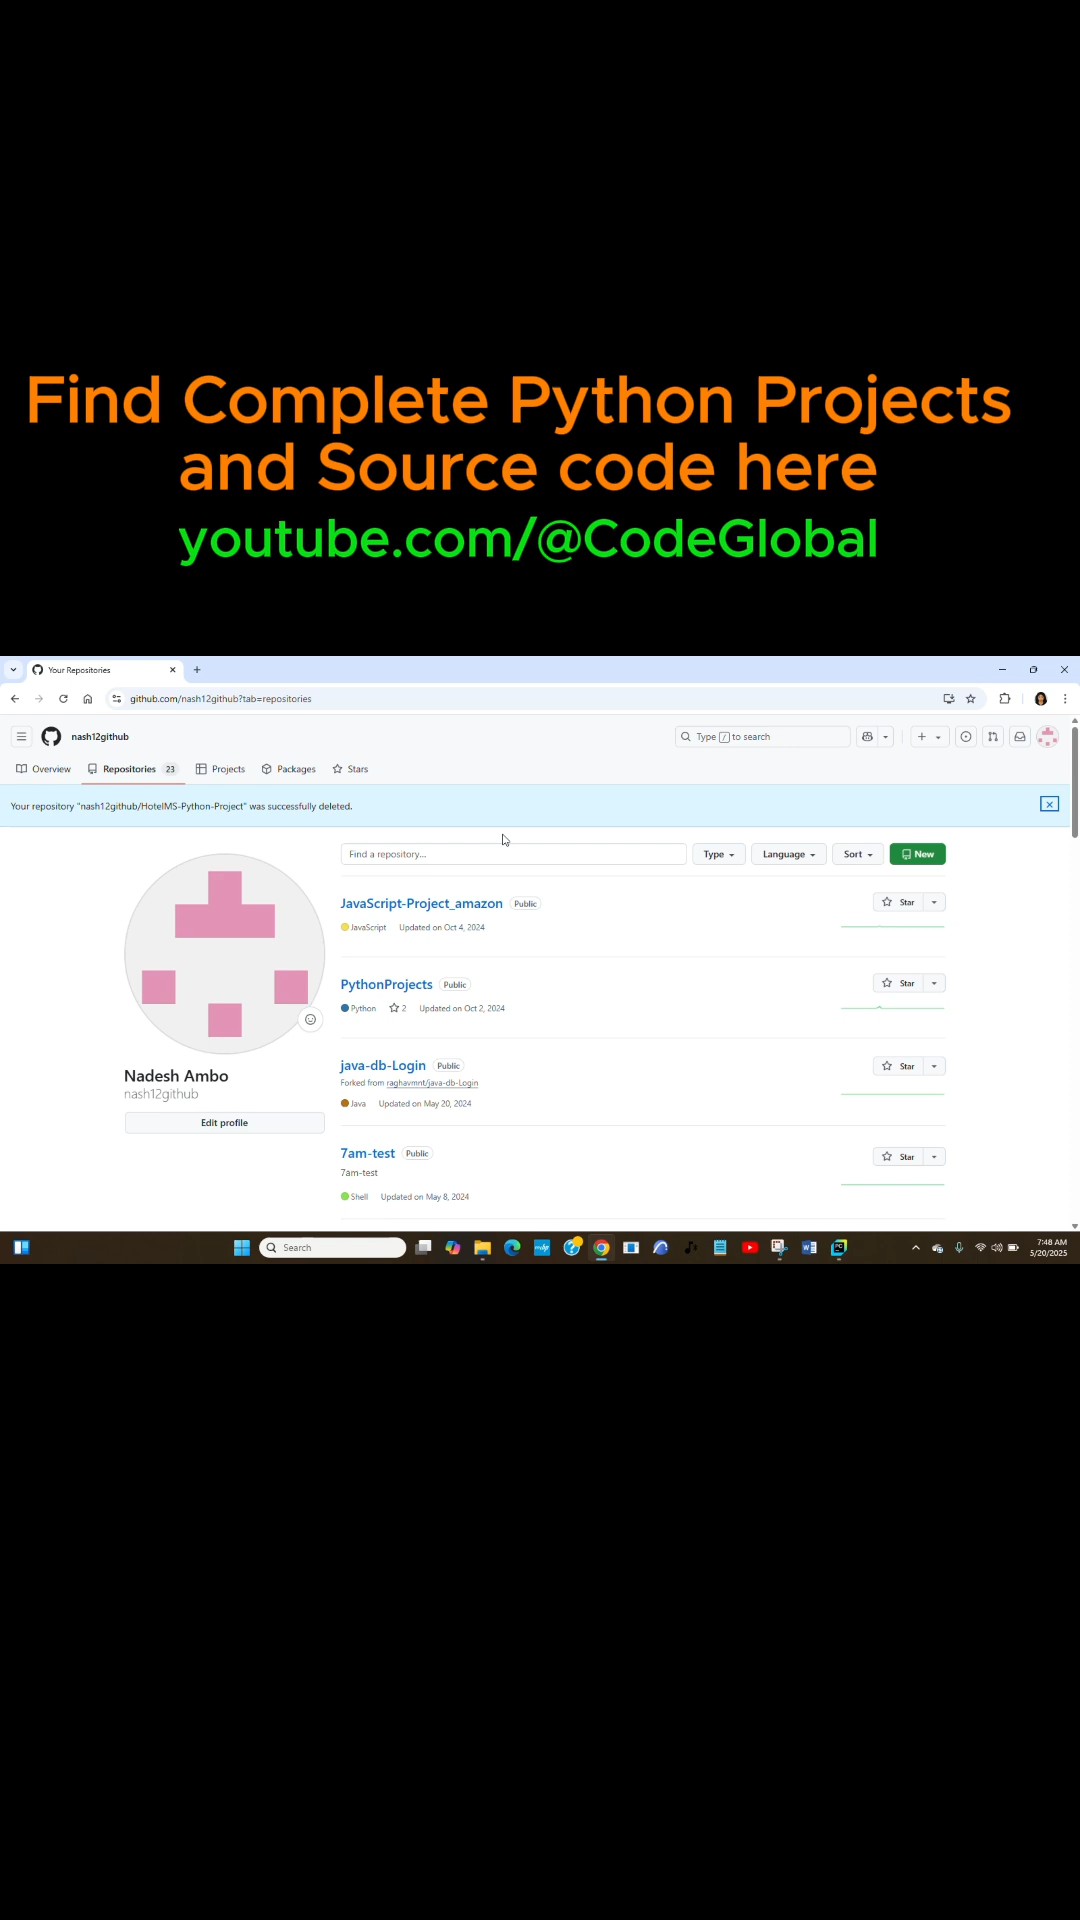 Find Complete Python Projects
and Source code here
youtube.com/@CodeGlobal
Your Repositories
github.com/nash12github?tab=repositories
nash12github
Type / to search
Overview
Repositories 23
Projects
Packages
Stars
Your repository "nash12github/HotelMS-Python-Project" was successfully deleted.
Find a repository...
Type
Language
Sort
New
JavaScript-Project_amazon Public
Star
JavaScript Updated on Oct 4, 2024
PythonProjects Public
Star
Python 2 Updated on Oct 2, 2024
java-db-Login Public
Star
Forked from raghavmnt/java-db-Login
Java Updated on May 20, 2024
Nadesh Ambo
nash12github
Edit profile
7am-test Public
Star
7am-test
Shell Updated on May 8, 2024
Search
7:48 AM
5/20/2025